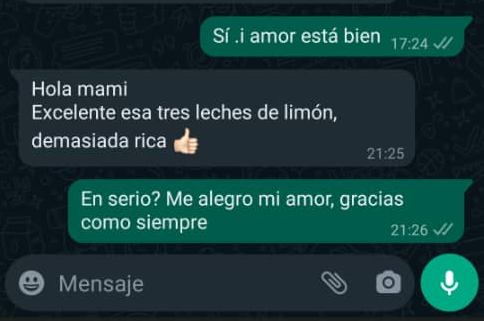 Sí .i amor está bien
17:24
Hola mami
Excelente esa tres leches de limón,
demasiada rica 👍🏻
21:25
En serio? Me alegro mi amor, gracias
como siempre
21:26
Mensaje